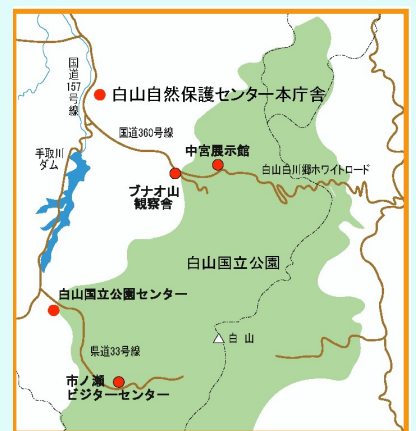 国道
157
号線
白山自然保護センター本庁舎
国道360号線
中宮展示館
手取川
ダム
ブナオ山
観察舎
白山白川郷ホワイトロード
白山国立公園
白山国立公園センター
県道33号線
白山
市ノ瀬
ビジターセンター